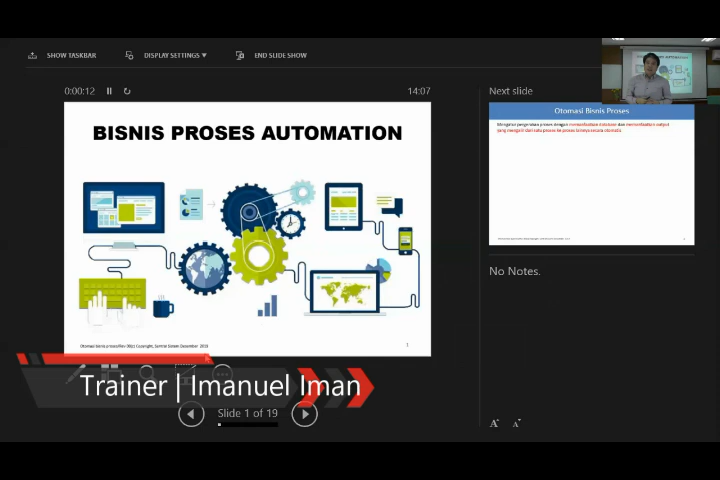 SHOW TASKBAR
DISPLAY SETTINGS ▼
END SLIDE SHOW
0:00:12
14:07
Next slide
BISNIS PROSES AUTOMATION
Otomasi Bisnis Proses
No Notes.
1
Trainer | Imanuel Iman
Slide 1 of 19
A
A